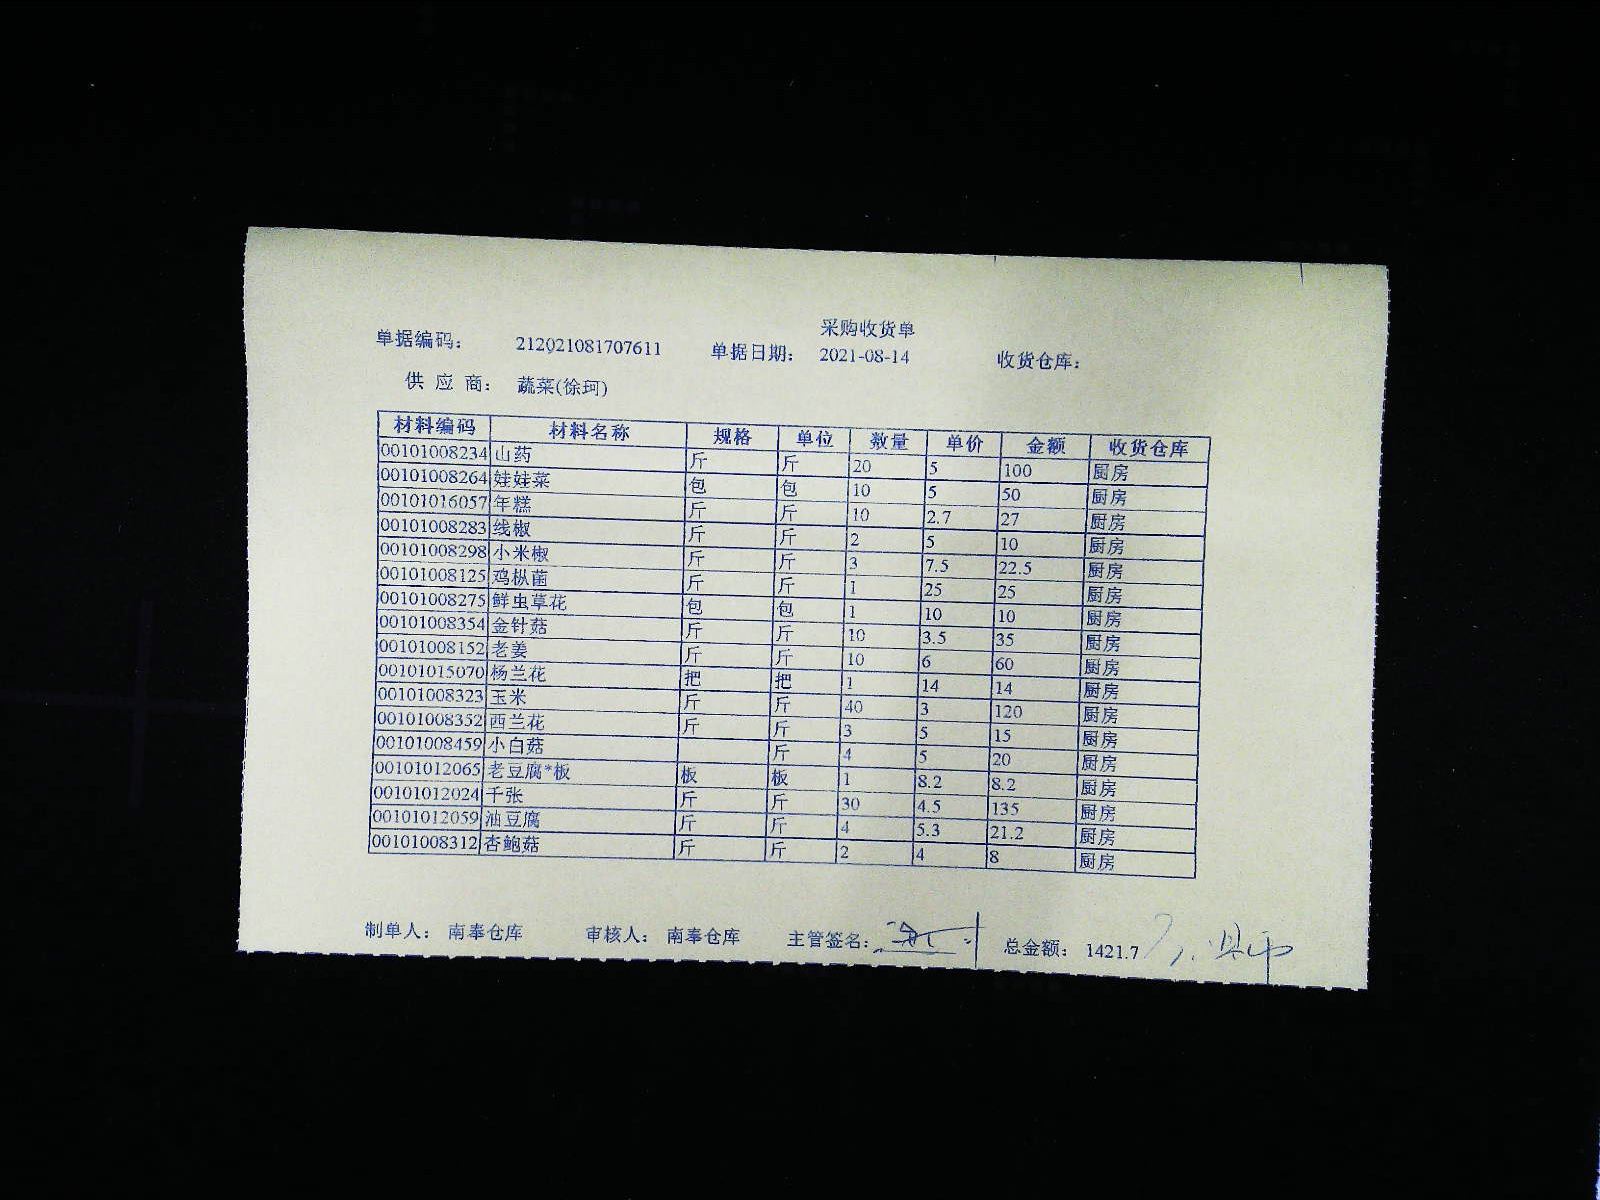 采购收货单
单据编码： 212021081707611 单据日期： 2021-08-14 收货仓库：
供 应 商： 蔬菜(徐珂)
材料编码 材料名称 规格 单位 数量 单价 金额 收货仓库
00101008234 山药 斤 斤 20 5 100 厨房
00101008264 娃娃菜 包 包 10 5 50 厨房
00101016057 年糕 斤 斤 10 2.7 27 厨房
00101008283 线椒 斤 斤 2 5 10 厨房
00101008298 小米椒 斤 斤 3 7.5 22.5 厨房
00101008125 鸡枞菌 斤 斤 1 25 25 厨房
00101008275 鲜虫草花 包 包 1 10 10 厨房
00101008354 金针菇 斤 斤 10 3.5 35 厨房
00101008152 老姜 斤 斤 10 6 60 厨房
00101015070 杨兰花 把 把 1 14 14 厨房
00101008323 玉米 斤 斤 40 3 120 厨房
00101008352 西兰花 斤 斤 3 5 15 厨房
00101008459 小白菇 斤 4 5 20 厨房
00101012065 老豆腐*板 板 板 1 8.2 8.2 厨房
00101012024 千张 斤 斤 30 4.5 135 厨房
00101012059 油豆腐 斤 斤 4 5.3 21.2 厨房
00101008312 杏鲍菇 斤 斤 2 4 8 厨房
制单人： 南奉仓库 审核人： 南奉仓库 主管签名： 总金额： 1421.7